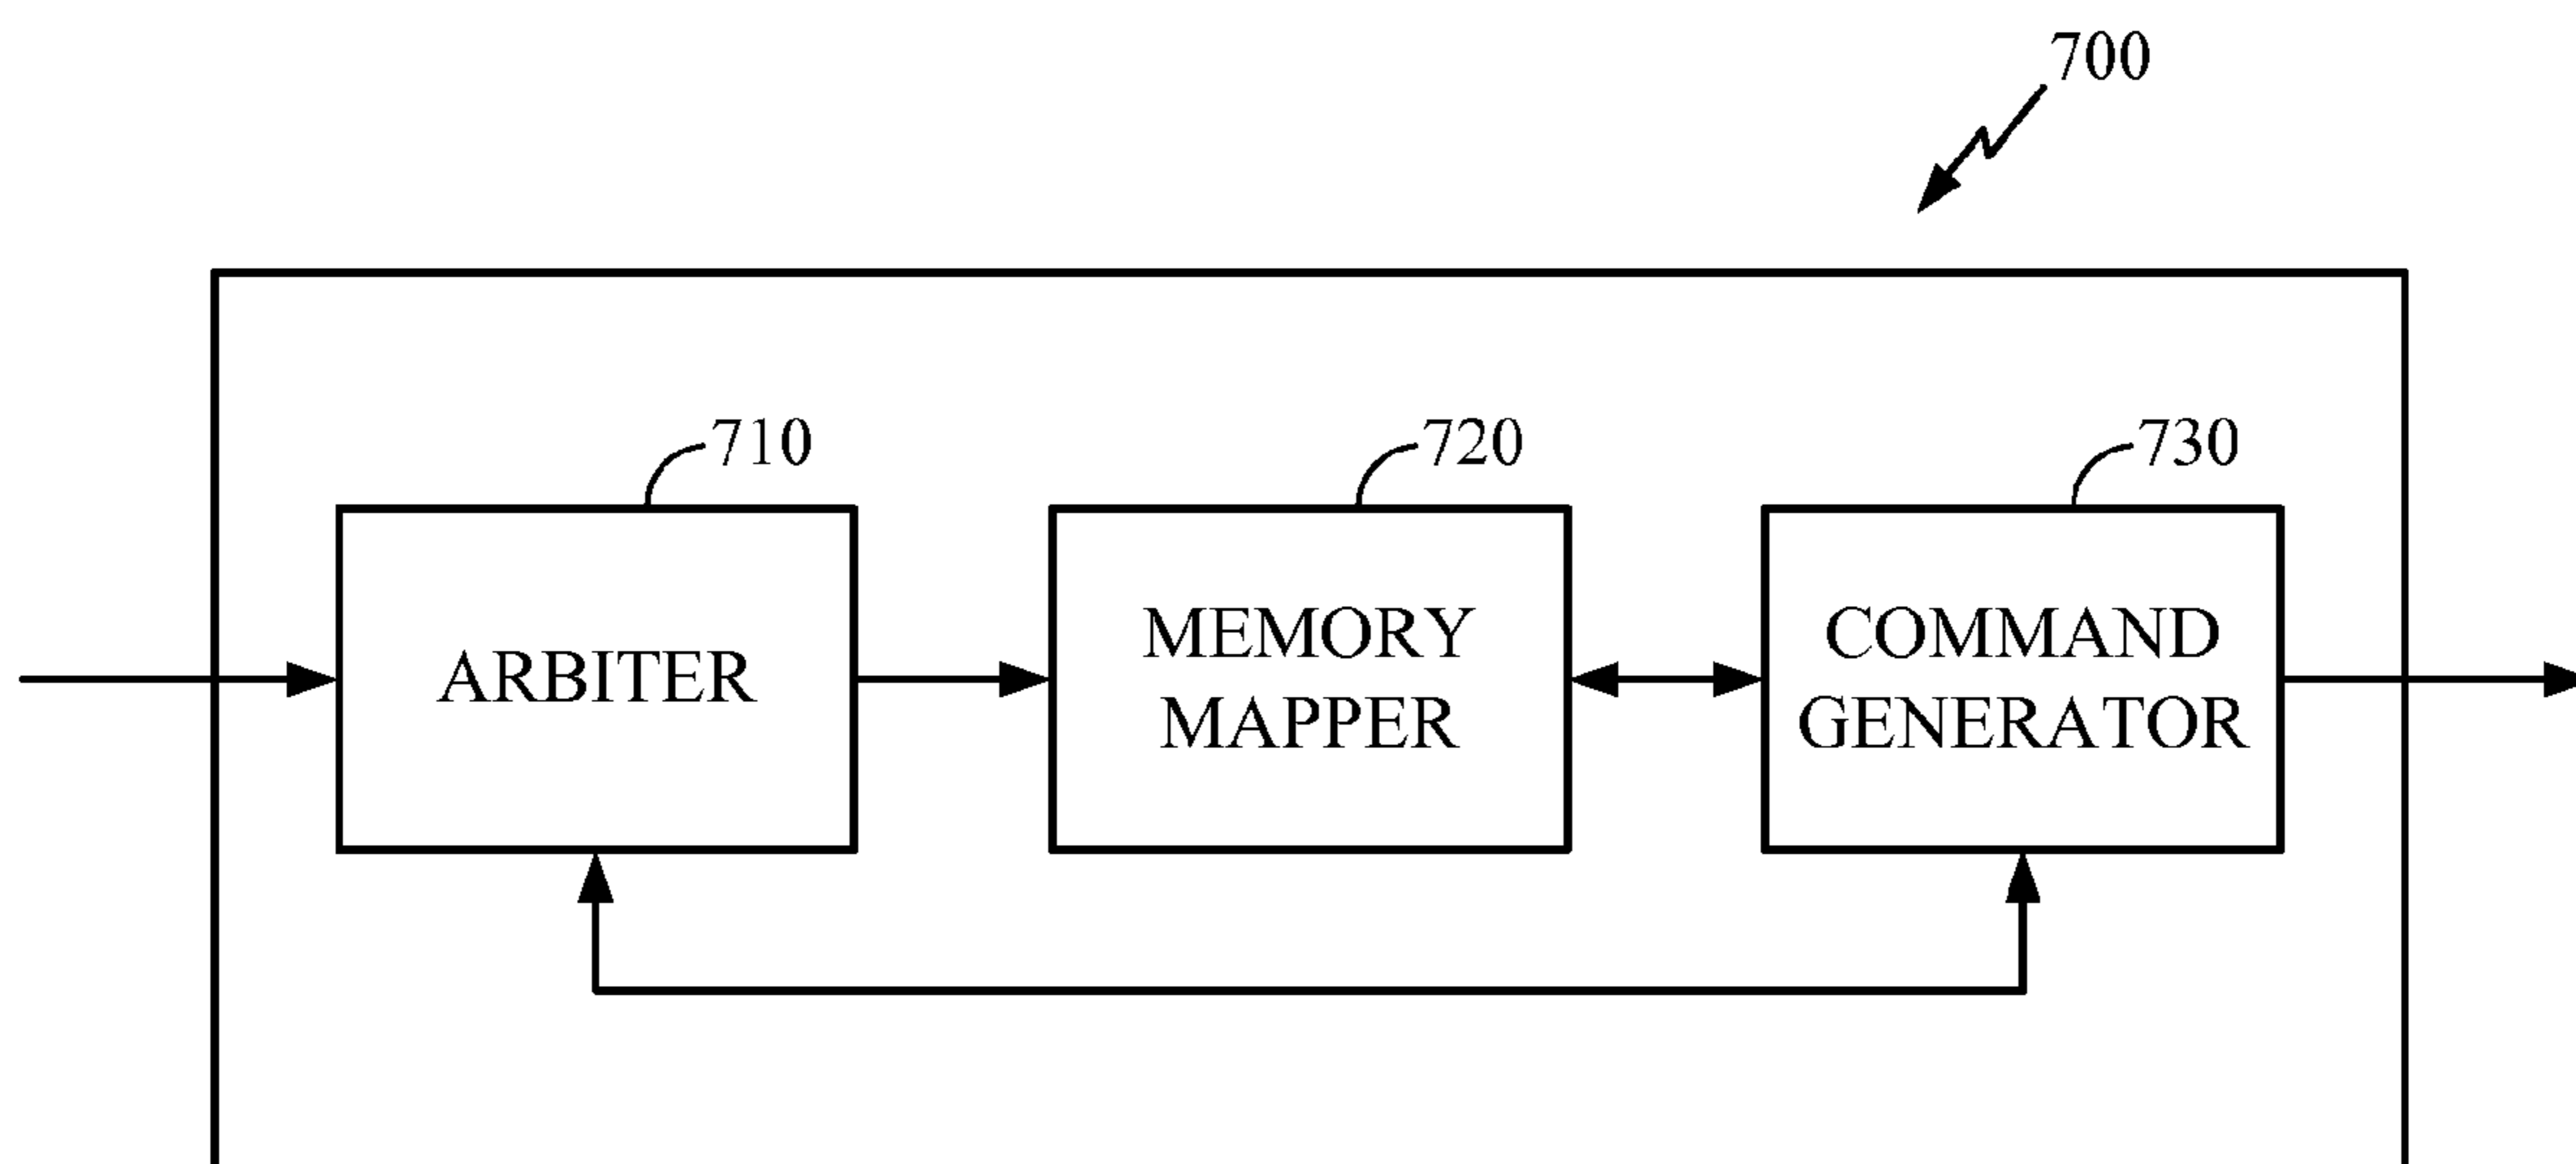 700
710
720
730
ARBITER
MEMORY
MAPPER
COMMAND
GENERATOR